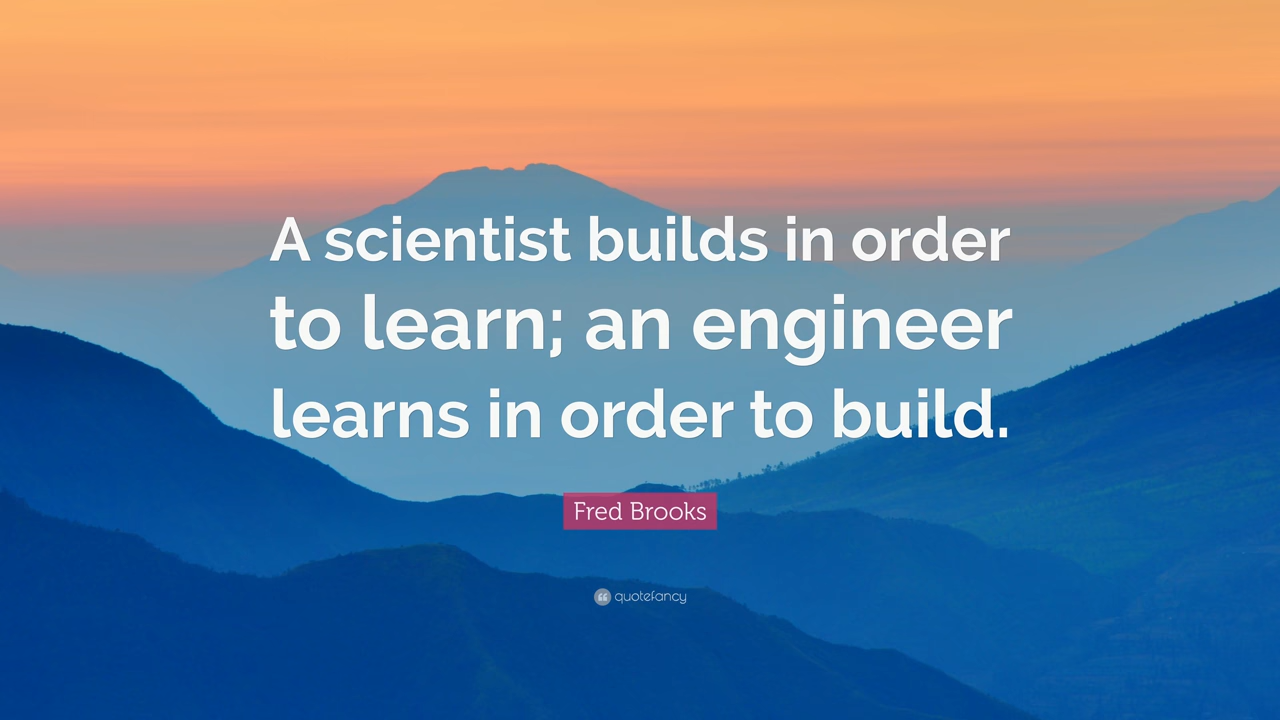 A scientist builds in order
to learn; an engineer
learns in order to build.
Fred Brooks
quotefancy